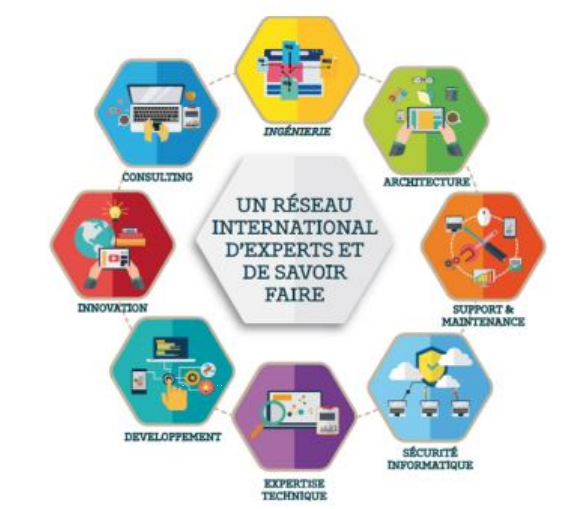 INGÉNIERIE
CONSULTING
ARCHITECTURE
UN RÉSEAU
INTERNATIONAL
D'EXPERTS ET
DE SAVOIR
FAIRE
INNOVATION
SUPPORT &
MAINTENANCE
DEVELOPPEMENT
SÉCURITÉ
INFORMATIQUE
EXPERTISE
TECHNIQUE